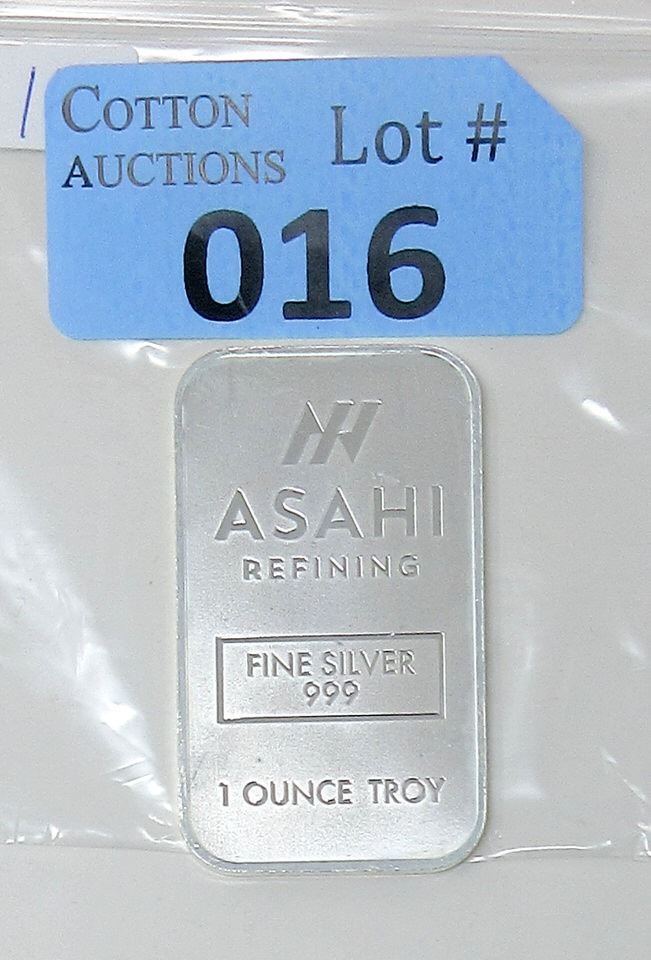 COTTON
AUCTIONS
Lot #
016
ASAHI
REFINING
FINE SILVER
999
1 OUNCE TROY